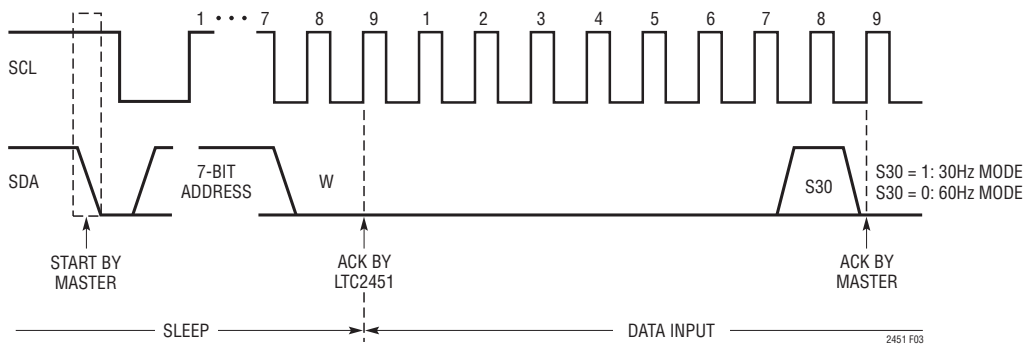 1 • • • 7 8 9 1 2 3 4 5 6 7 8 9
SCL
SDA
7-BIT
ADDRESS
W
S30
S30 = 1: 30Hz MODE
S30 = 0: 60Hz MODE
START BY
MASTER
ACK BY
LTC2451
ACK BY
MASTER
SLEEP
DATA INPUT
2451 F03